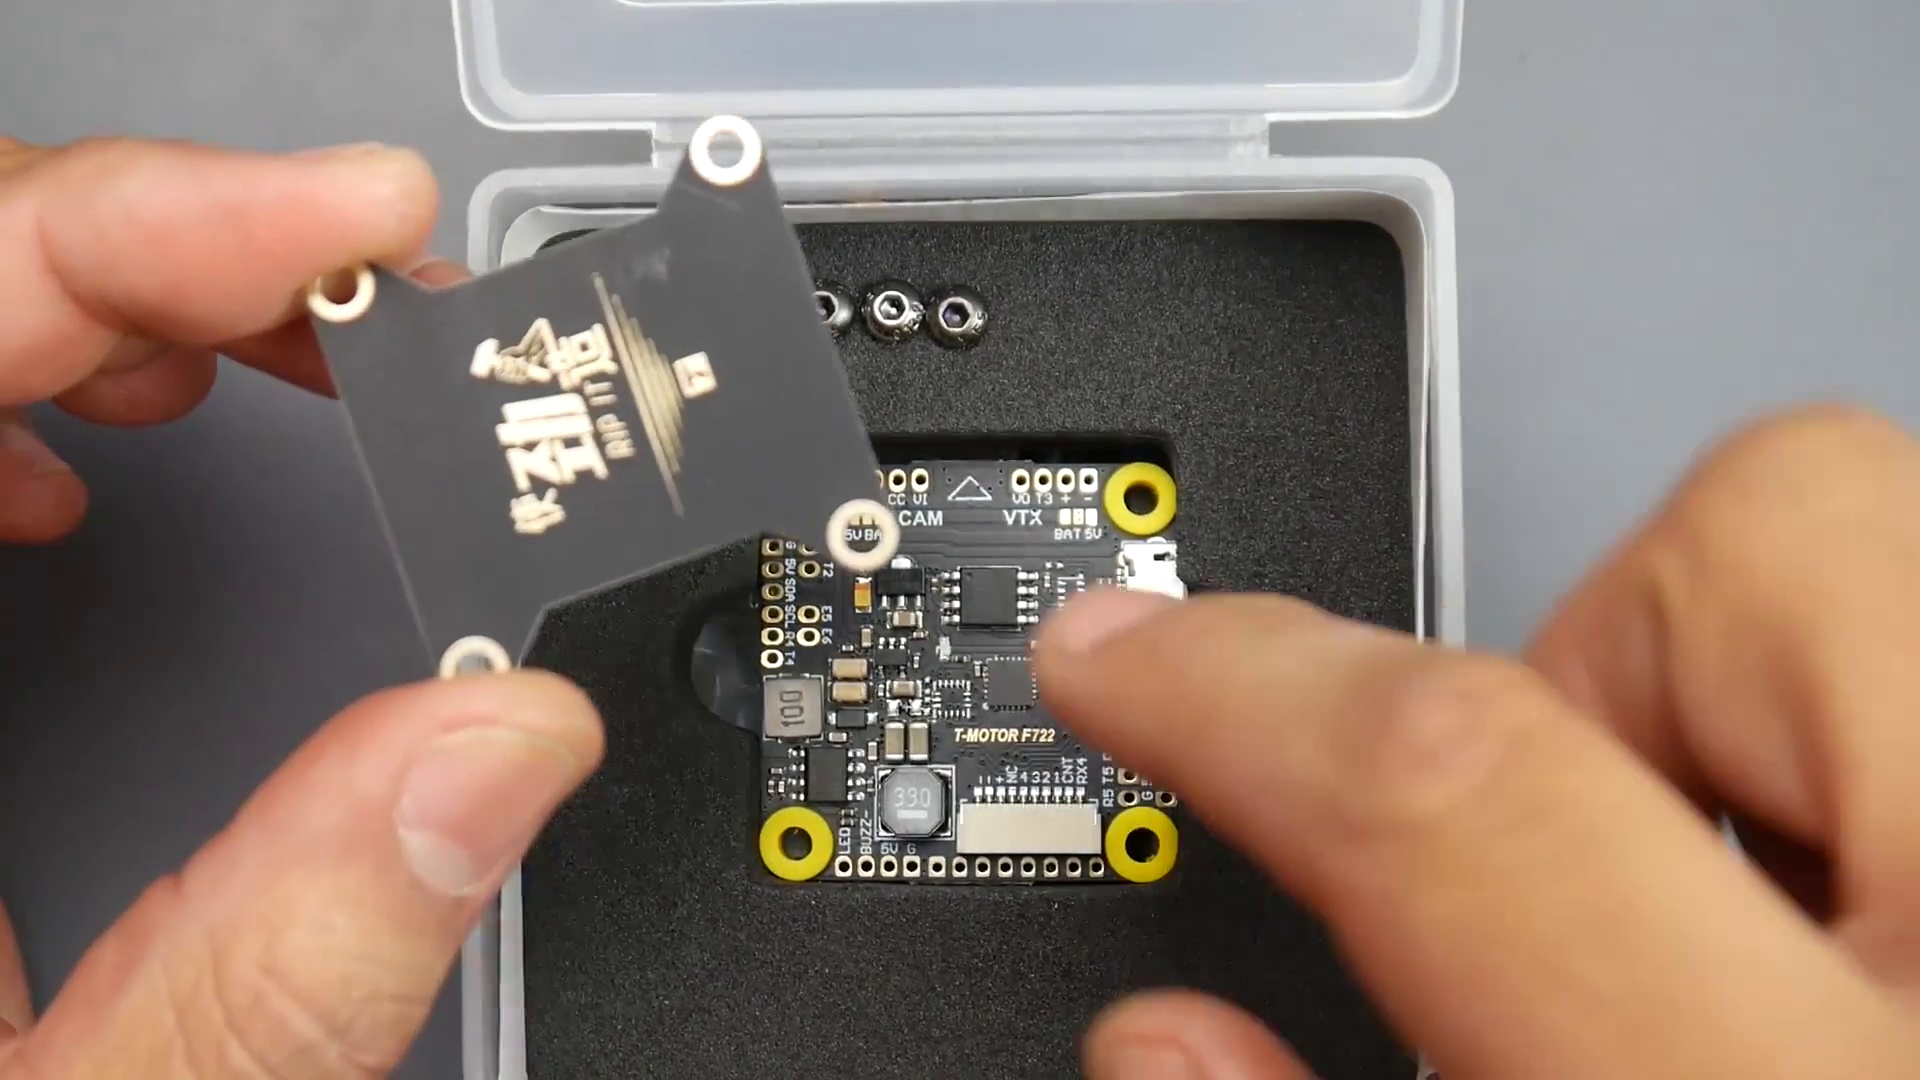 RIP IT
CC VI
CAM
5V BA
VO T3 + -
VTX
BAT 5V
G
5V
SDA
SCL
R4
T4
T2
E5
E6
100
T-MOTOR F722
NC 4 3 2 1 CNT
RX4
R5 T5
G
330
LED
BUZZ-
5V G